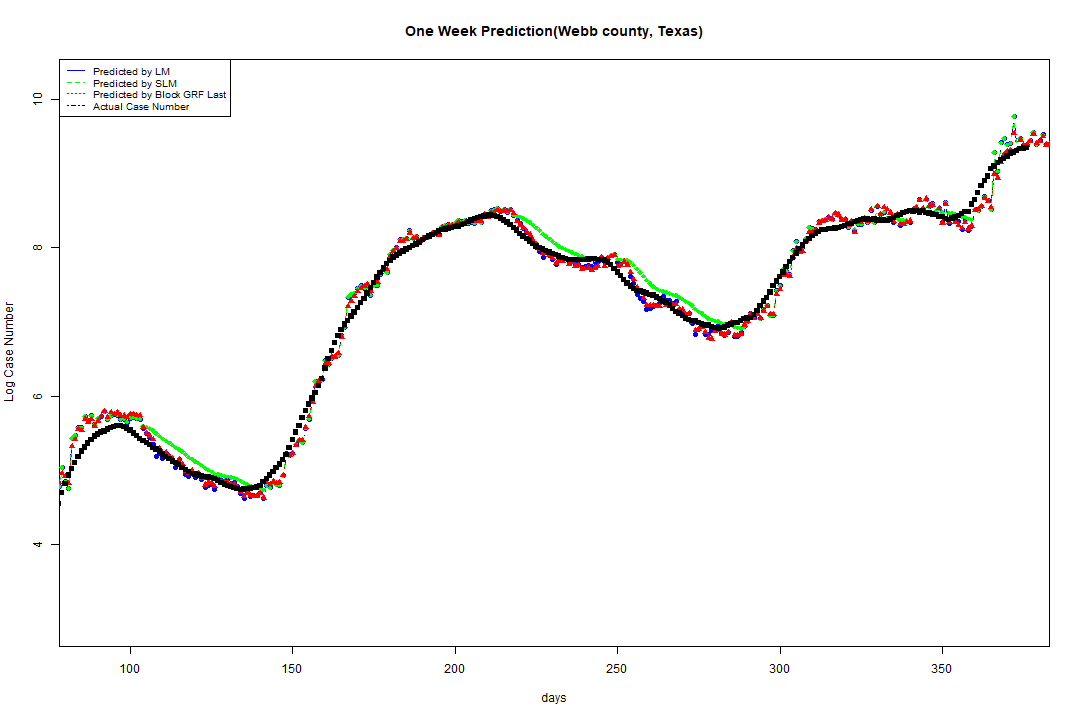 One Week Prediction(Webb county, Texas)
Predicted by LM
Predicted by SLM
Predicted by Block GRF Last
Actual Case Number
10
8
6
4
Log Case Number
100 150 200 250 300 350
days